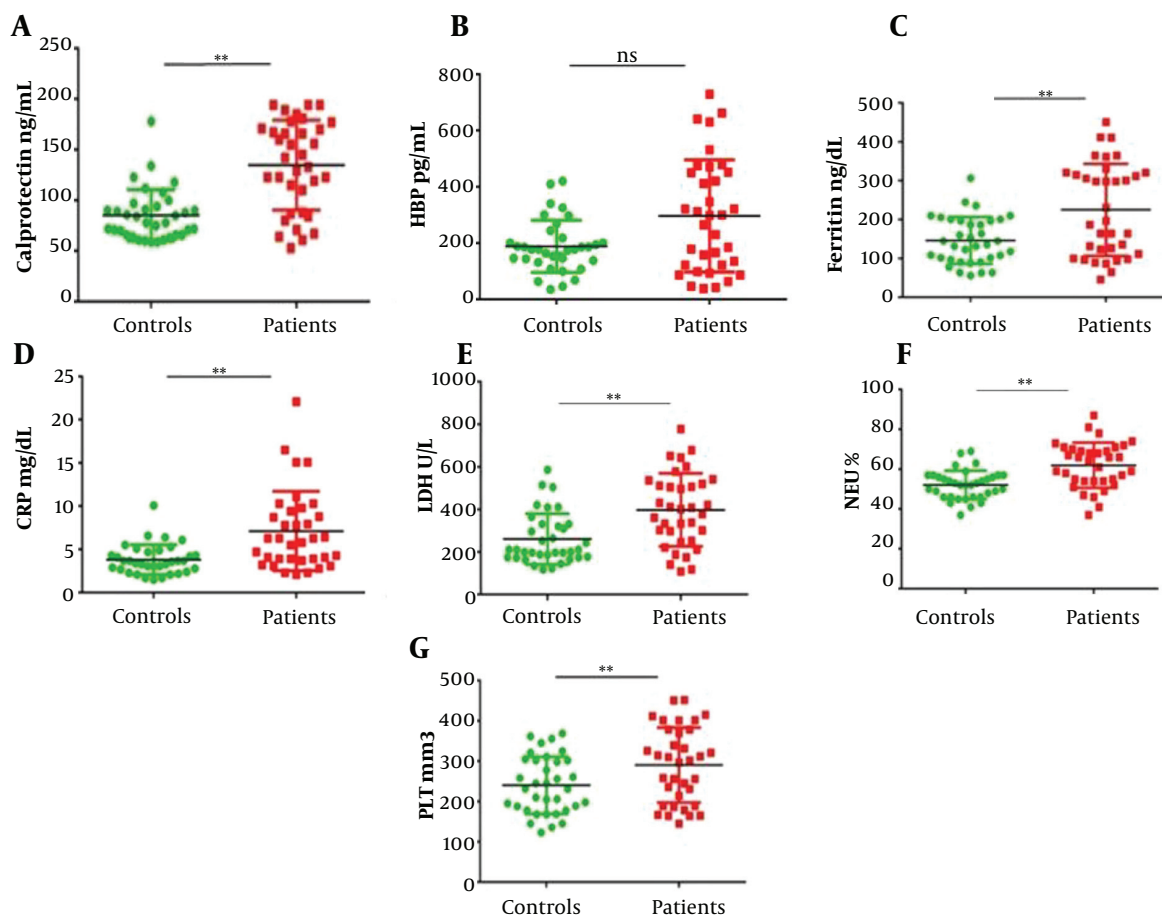 A
Calprotectin ng/mL
250
200
150
100
50
0
**
Controls
Patients
B
HBP pg/mL
800
600
400
200
0
ns
Controls
Patients
C
Ferritin ng/dL
500
400
300
200
100
0
**
Controls
Patients
D
CRP mg/dL
25
20
15
10
5
0
**
Controls
Patients
E
LDH U/L
1000
800
600
400
200
0
**
Controls
Patients
F
NEU %
100
80
60
40
20
0
**
Controls
Patients
G
PLT mm3
500
400
300
200
100
0
**
Controls
Patients